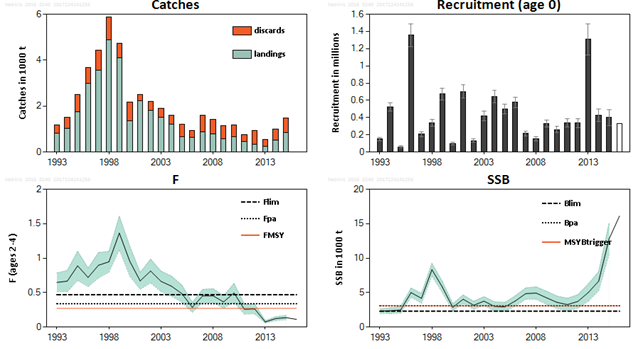 Catches
6
4
2
0
Catches in 1000 t
discards
landings
1993 1998 2003 2008 2013
Recruitment (age 0)
1.6
1.4
1.2
1.0
0.8
0.6
0.4
0.2
0.0
Recruitment in millions
1993 1998 2003 2008 2013
F
2
1.5
1
0.5
0
F (ages 2-4)
Flim
Fpa
FMSY
1993 1998 2003 2008 2013
SSB
20
15
10
5
0
SSB in 1000 t
Blim
Bpa
MSYBtrigger
1993 1998 2003 2008 2013